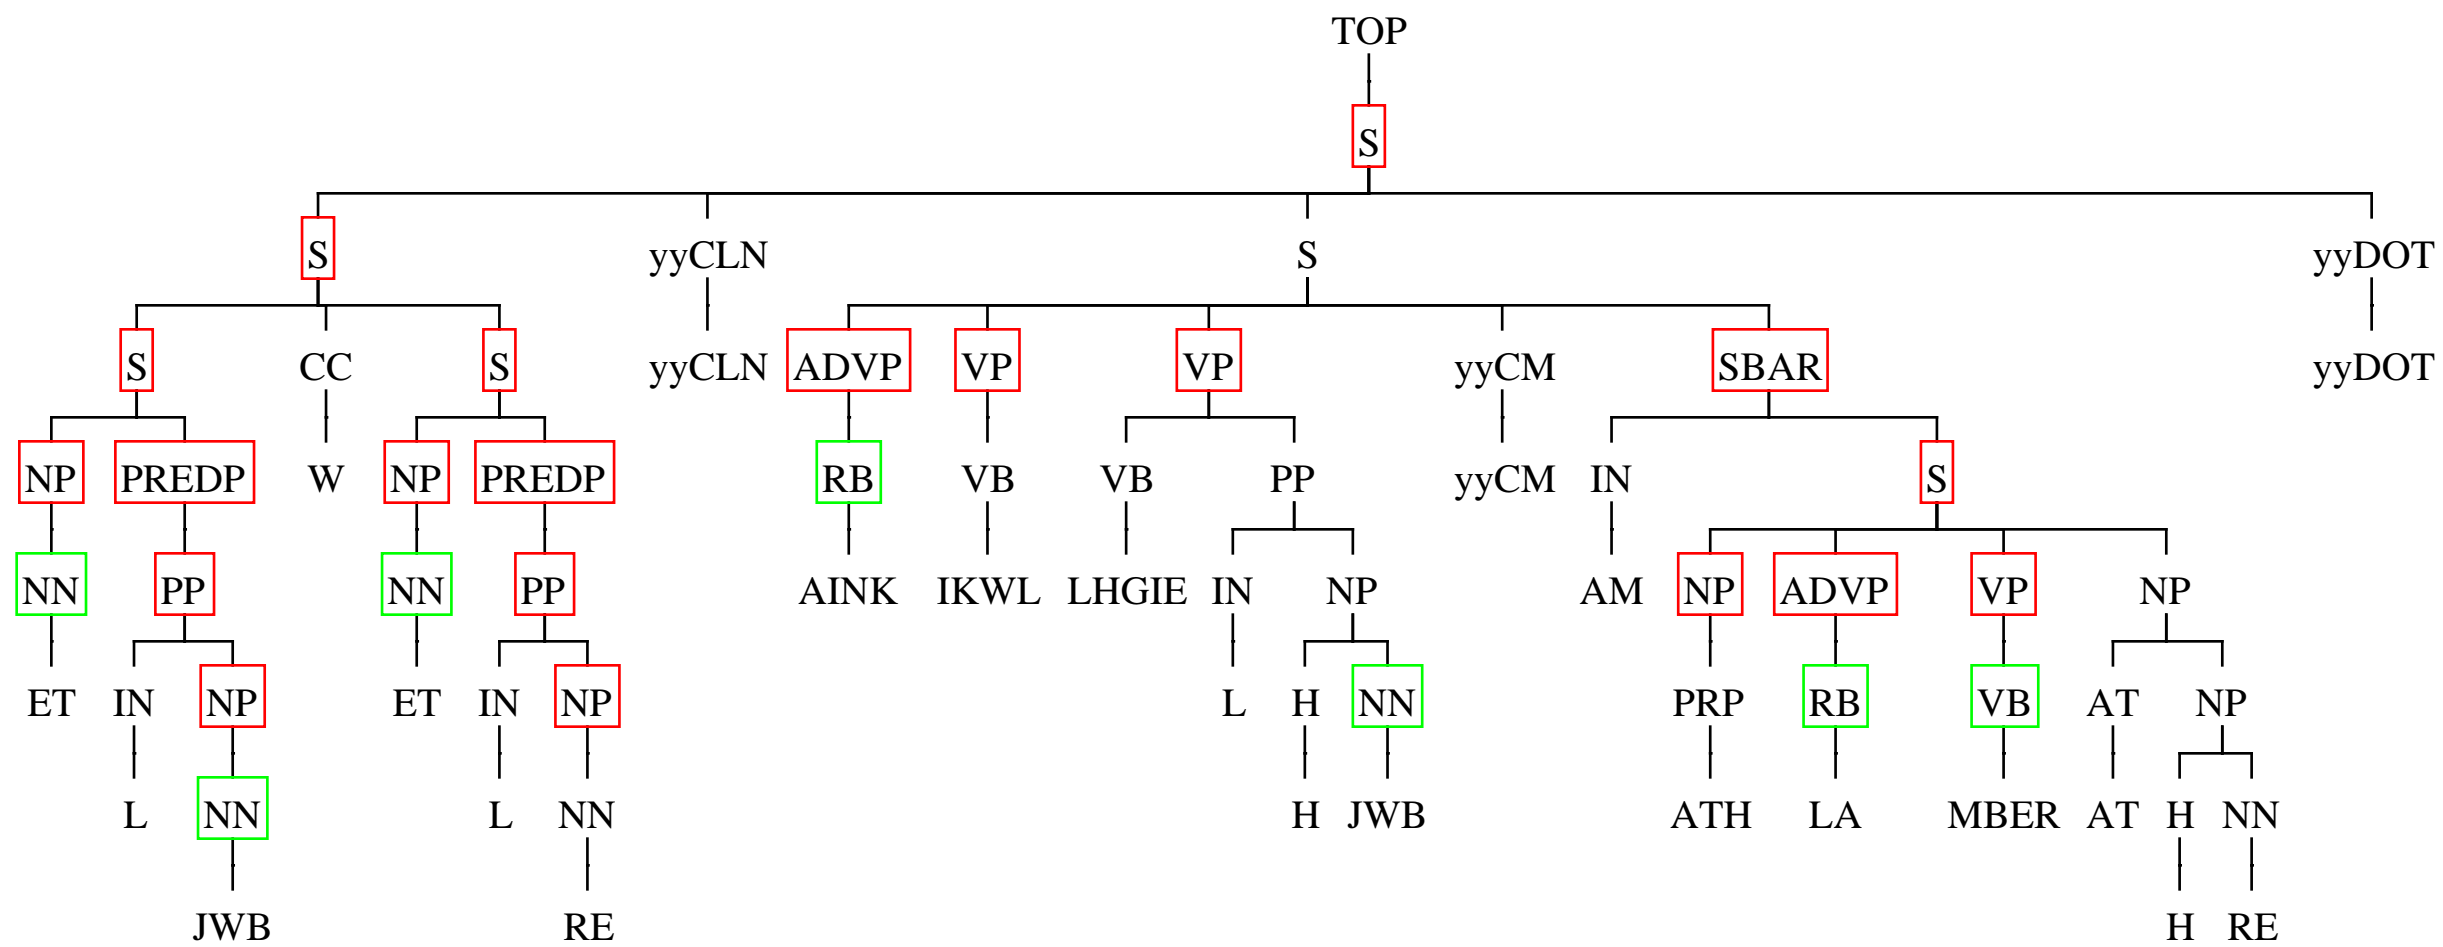 TOP
S
S yyCLN S yyDOT
S CC S yyCLN ADVP VP VP yyCM SBAR yyDOT
NP PREDP W NP PREDP RB VB VB PP yyCM IN S
NN PP NN PP AINK IKWL LHGIE IN NP AM NP ADVP VP NP
ET IN NP ET IN NP L H NN PRP RB VB AT NP
L NN L NN H JWB ATH LA MBER AT H NN
JWB RE H RE